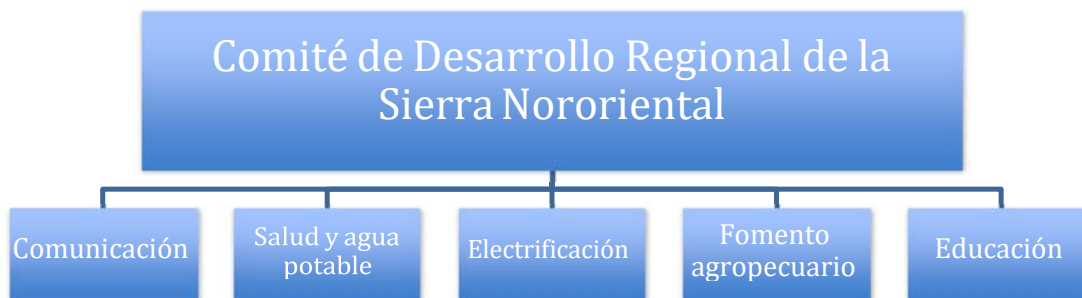 Comité de Desarrollo Regional de la
Sierra Nororiental
Comunicación
Salud y agua
potable
Electrificación
Fomento
agropecuario
Educación